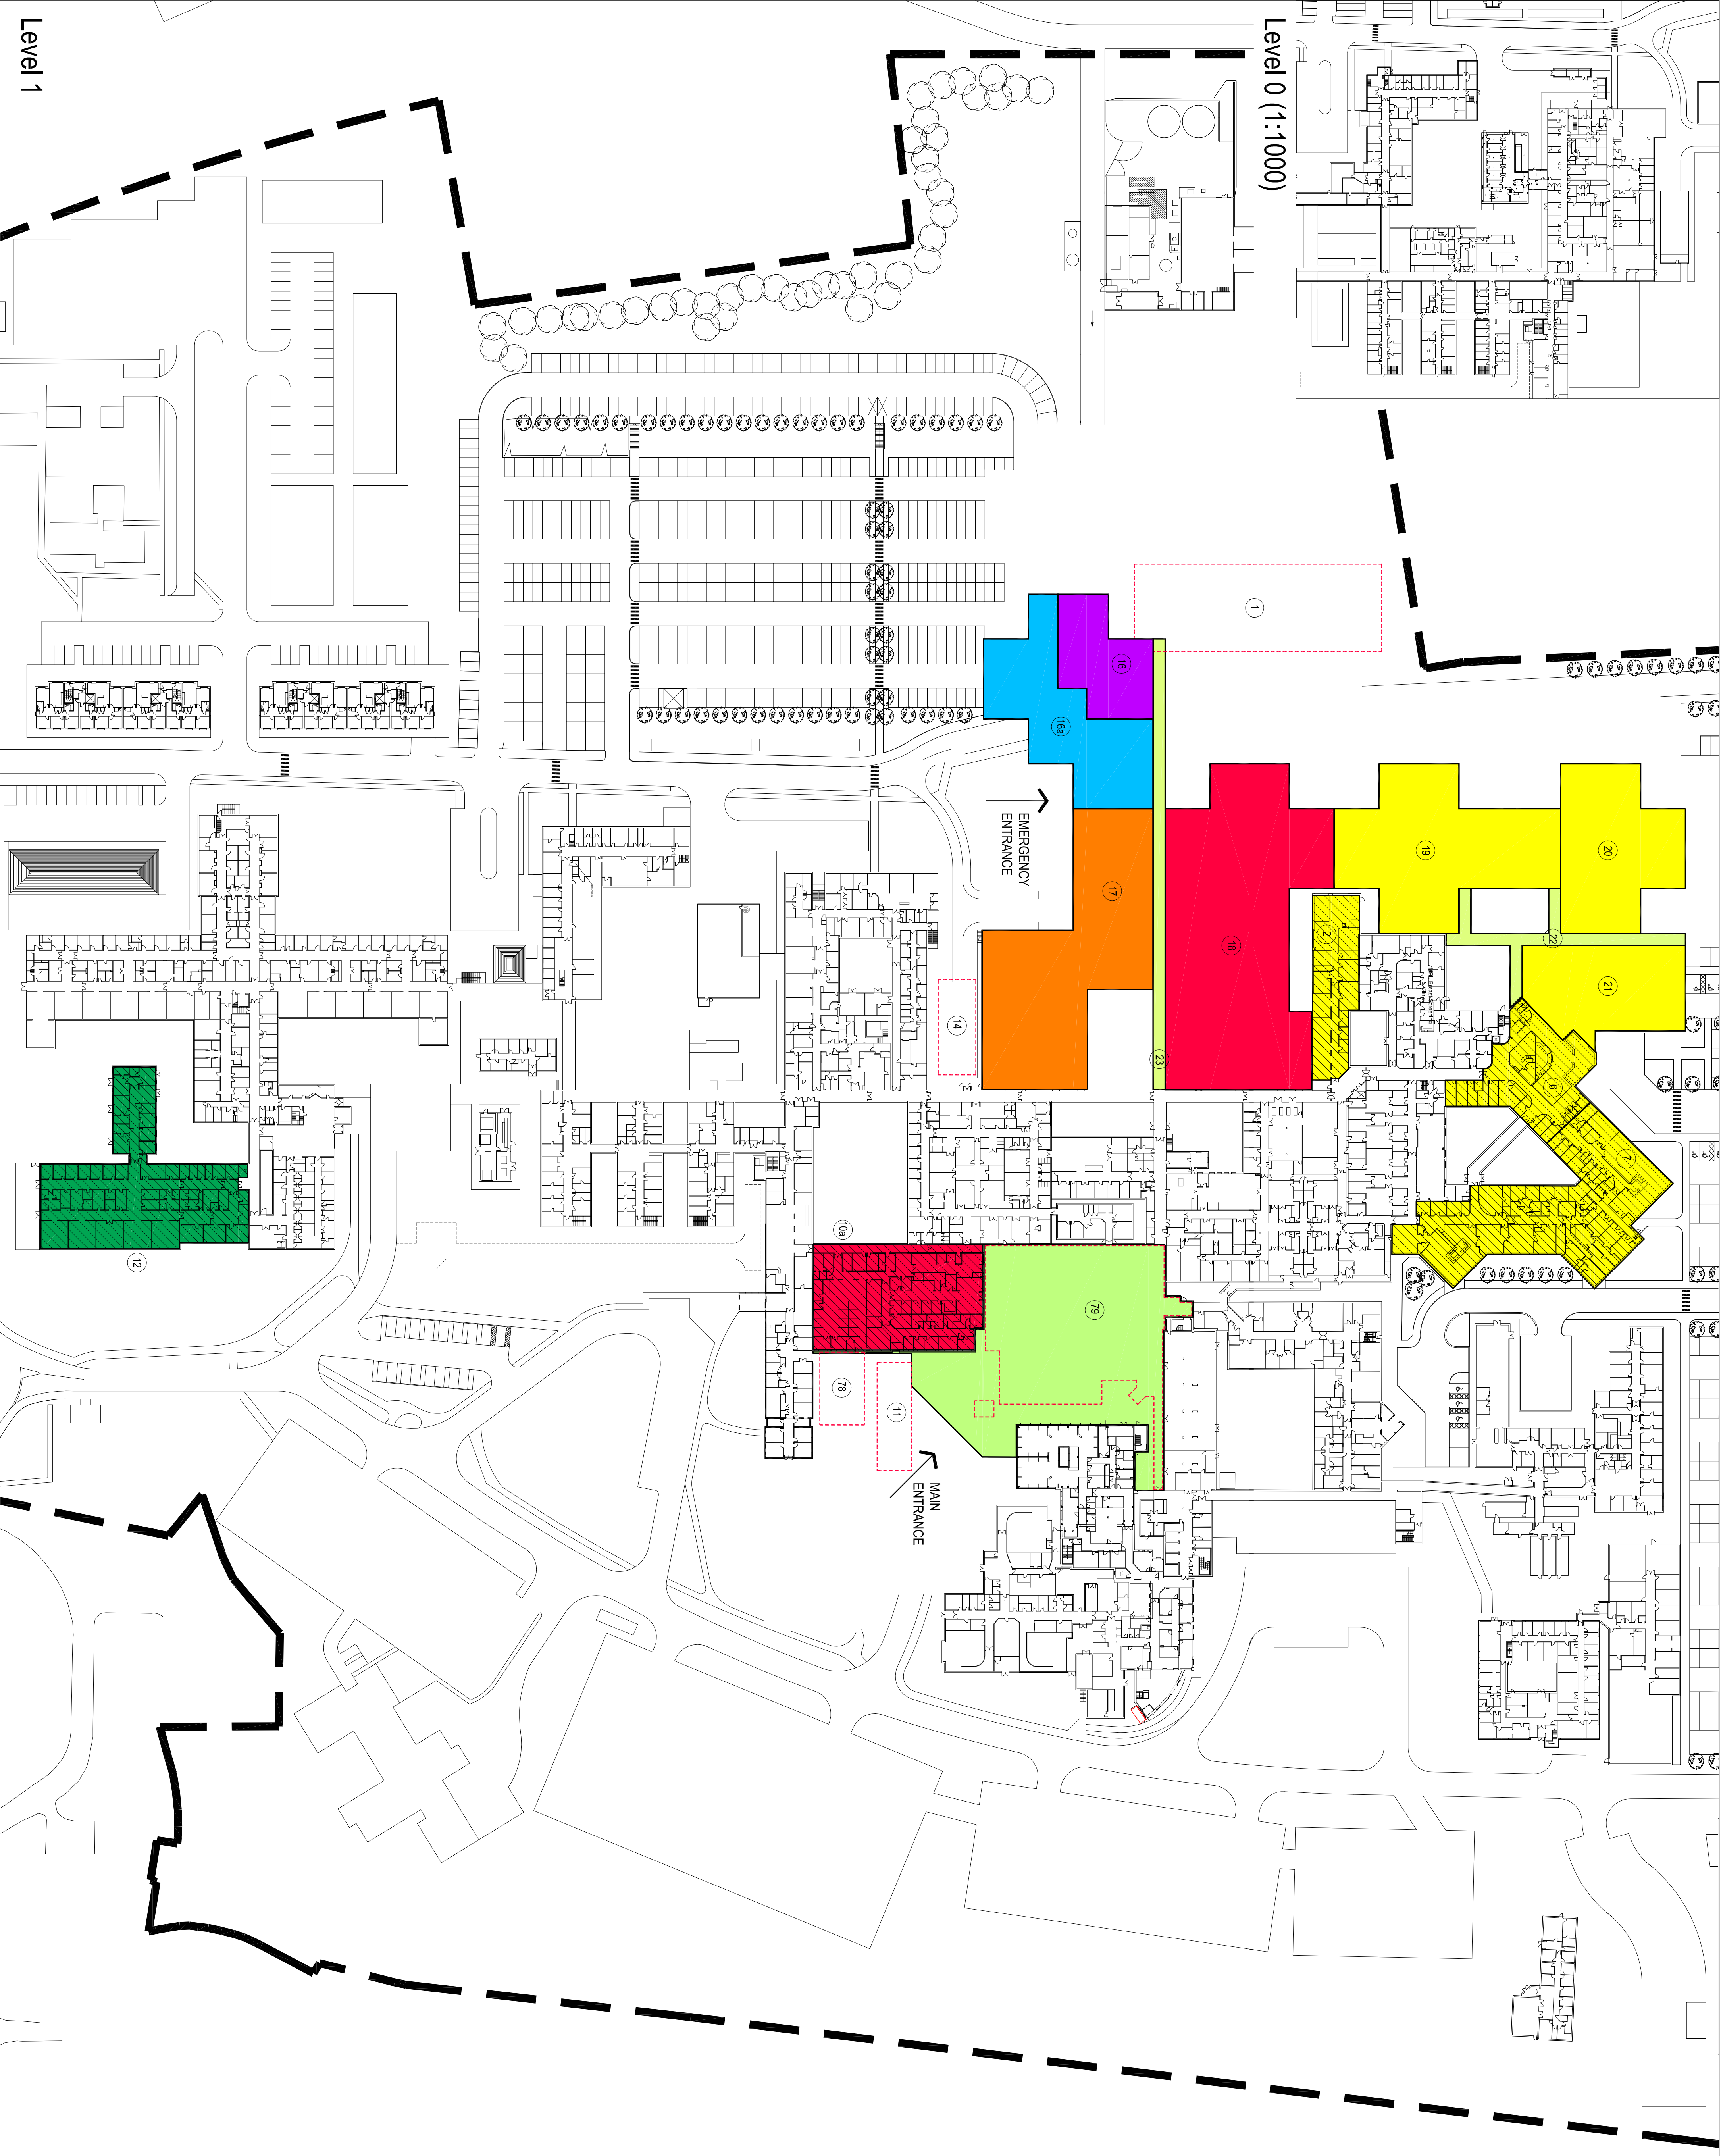 Level 0 (1:1000)
Level 1
1
16
16a
EMERGENCY
ENTRANCE
17
18
19
20
2
22
21
23
14
6
7
12
10a
79
78
11
MAIN
ENTRANCE